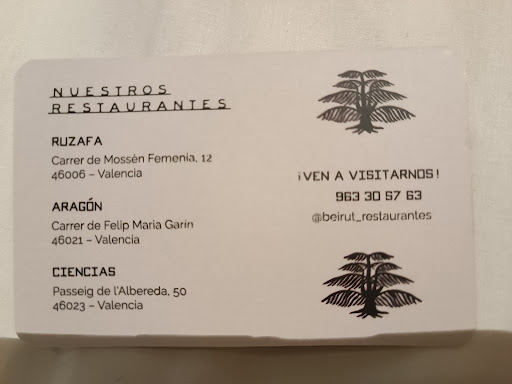 NUESTROS
RESTAURANTES
RUZAFA
Carrer de Mossèn Femenia, 12
46006 – Valencia
ARAGÓN
Carrer de Felip Maria Garín
46021 – Valencia
CIENCIAS
Passeig de l'Albereda, 50
46023 – Valencia
¡VEN A VISITARNOS!
963 30 57 63
@beirut_restaurantes